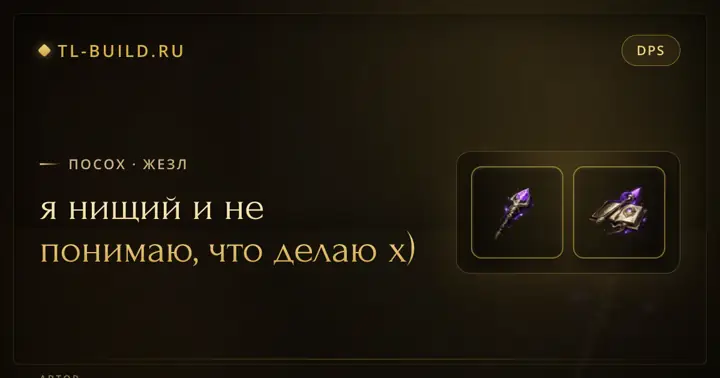 TL-BUILD.RU
DPS
ПОСОХ · ЖЕЗЛ
я нищий и не
понимаю, что делаю х)